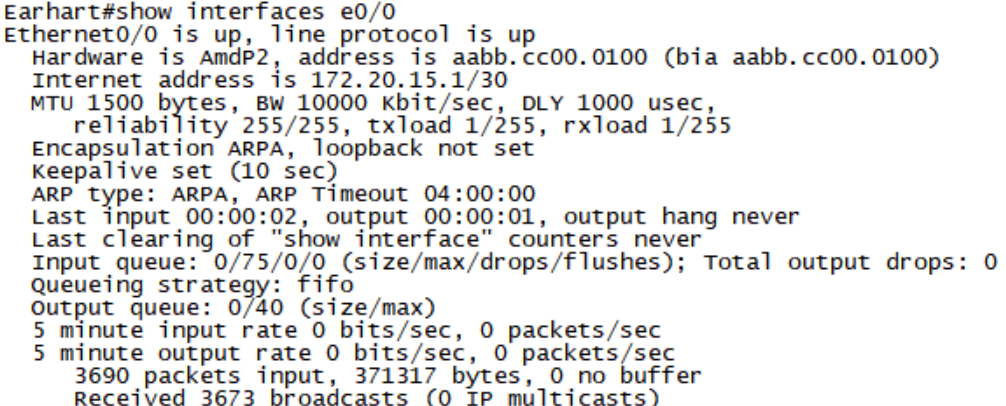 Earhart#show interfaces e0/0
Ethernet0/0 is up, line protocol is up
Hardware is AmdP2, address is aabb.cc00.0100 (bia aabb.cc00.0100)
Internet address is 172.20.15.1/30
MTU 1500 bytes, BW 10000 Kbit/sec, DLY 1000 usec,
reliability 255/255, txload 1/255, rxload 1/255
Encapsulation ARPA, loopback not set
Keepalive set (10 sec)
ARP type: ARPA, ARP Timeout 04:00:00
Last input 00:00:02, output 00:00:01, output hang never
Last clearing of "show interface" counters never
Input queue: 0/75/0/0 (size/max/drops/flushes); Total output drops: 0
Queueing strategy: fifo
Output queue: 0/40 (size/max)
5 minute input rate 0 bits/sec, 0 packets/sec
5 minute output rate 0 bits/sec, 0 packets/sec
3690 packets input, 371317 bytes, 0 no buffer
Received 3673 broadcasts (0 IP multicasts)